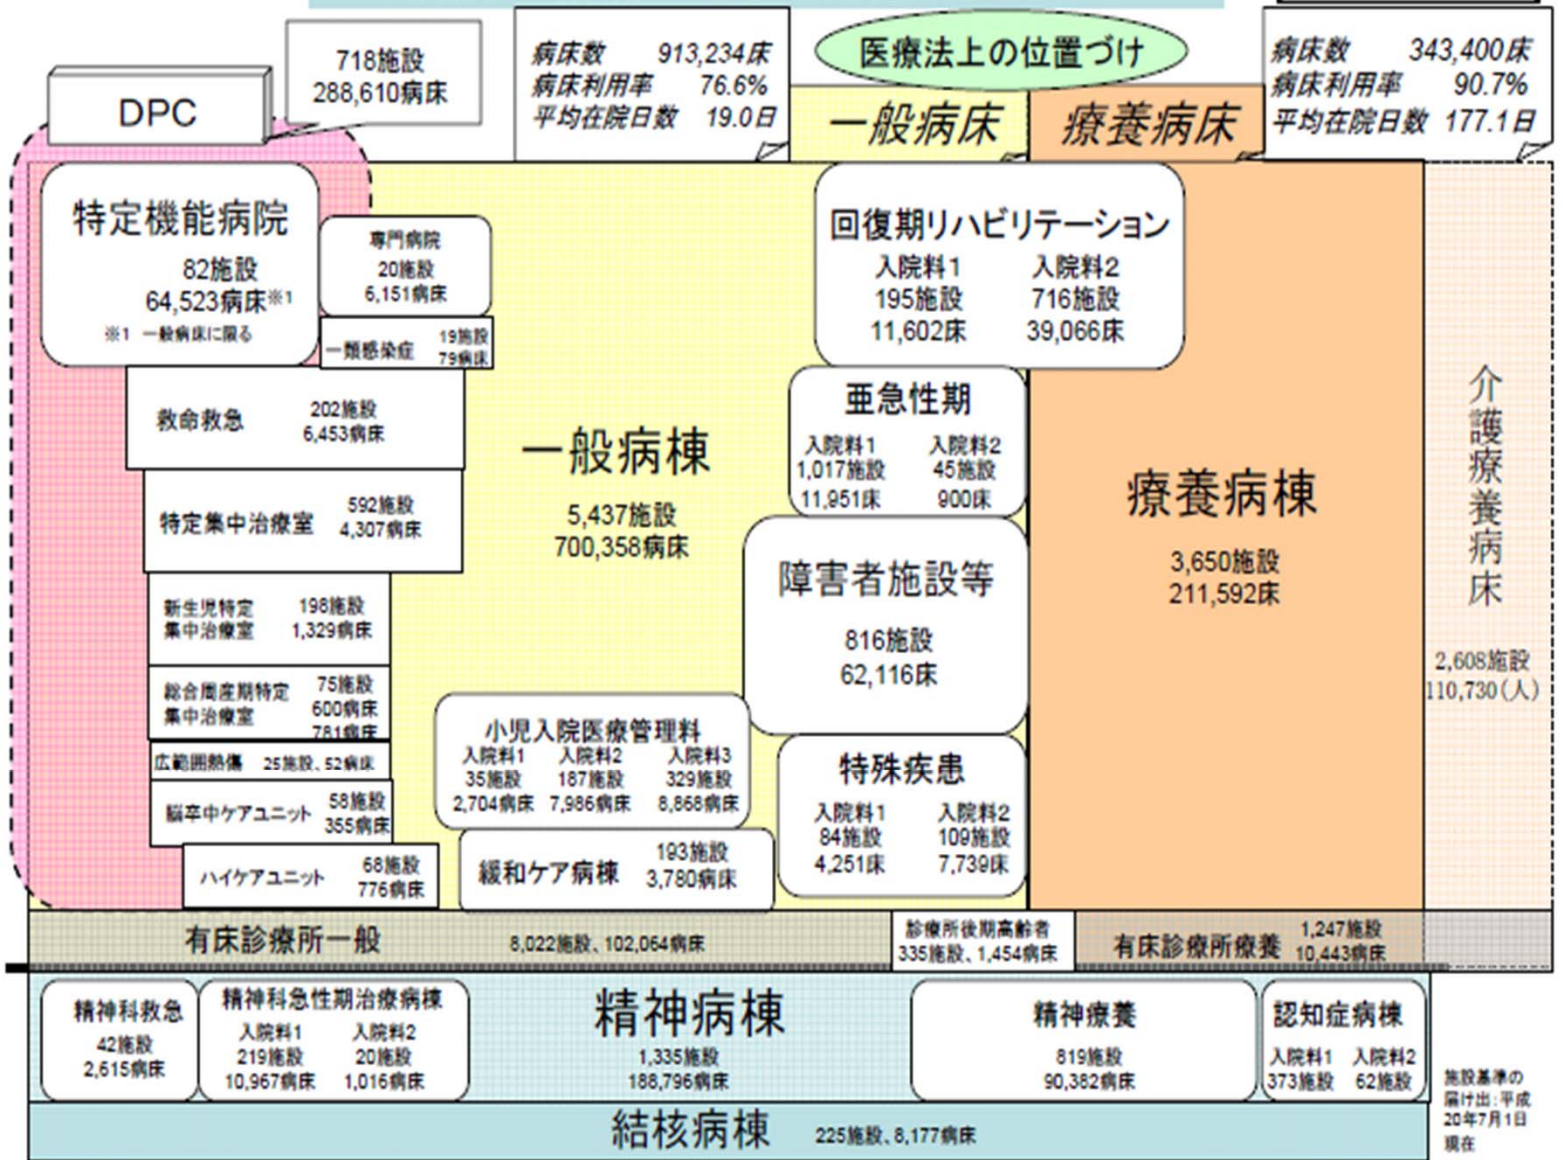 718施設
288,610病床
DPC
病床数 913,234床
病床利用率 76.6%
平均在院日数 19.0日
医療法上の位置づけ
一般病床
療養病床
病床数 343,400床
病床利用率 90.7%
平均在院日数 177.1日
特定機能病院
82施設
64,523病床※1
※1 一般病床に限る
専門病院
20施設
6,151病床
一類感染症
19施設
79病床
救命救急
202施設
6,453病床
特定集中治療室
592施設
4,307病床
新生児特定
集中治療室
198施設
1,329病床
総合周産期特定
集中治療室
75施設
600病床
781病床
広範囲熱傷 25施設、52病床
脳卒中ケアユニット
58施設
355病床
ハイケアユニット
68施設
776病床
一般病棟
5,437施設
700,358病床
小児入院医療管理料
入院料1 入院料2 入院料3
35施設 187施設 329施設
2,704病床 7,986病床 8,868病床
緩和ケア病棟
193施設
3,780病床
回復期リハビリテーション
入院料1 入院料2
195施設 716施設
11,602床 39,066床
亜急性期
入院料1 入院料2
1,017施設 45施設
11,951床 900床
障害者施設等
816施設
62,116床
特殊疾患
入院料1 入院料2
84施設 109施設
4,251床 7,739床
療養病棟
3,650施設
211,592床
介護療養病床
2,608施設
110,730(人)
有床診療所一般 8,022施設、102,064病床
診療所後期高齢者
335施設、1,454病床
有床診療所療養
1,247施設
10,443病床
精神科救急
42施設
2,615病床
精神科急性期治療病棟
入院料1 入院料2
219施設 20施設
10,967病床 1,016病床
精神病棟
1,335施設
188,796病床
精神療養
819施設
90,382病床
認知症病棟
入院料1 入院料2
373施設 62施設
結核病棟 225施設、8,177病床
施設基準の
届け出:平成
20年7月1日
現在